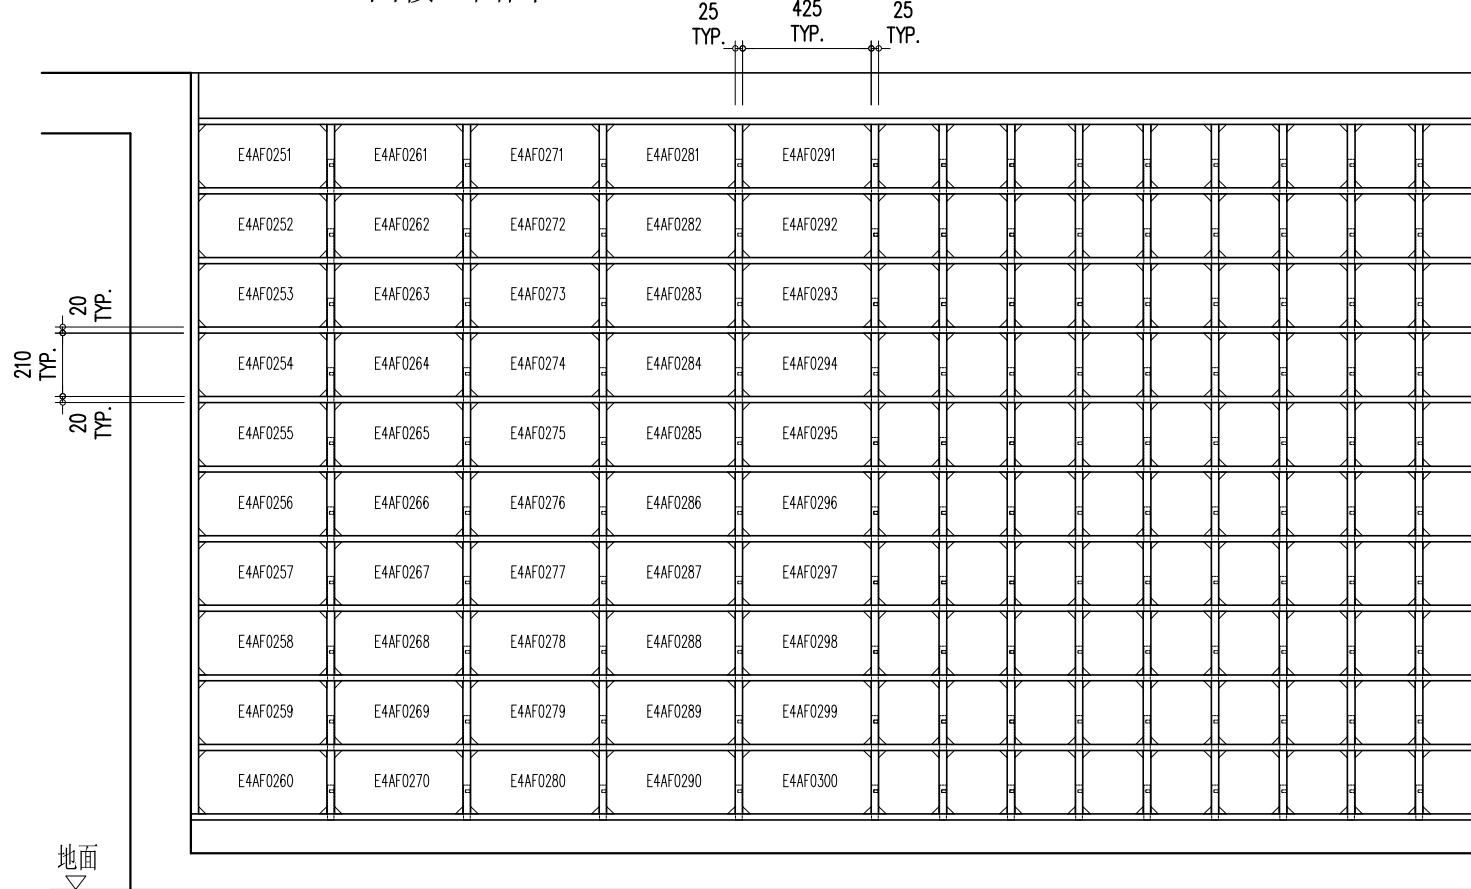 25 425 25
TYP. TYP. TYP.
E4AF0251 E4AF0261 E4AF0271 E4AF0281 E4AF0291
E4AF0252 E4AF0262 E4AF0272 E4AF0282 E4AF0292
E4AF0253 E4AF0263 E4AF0273 E4AF0283 E4AF0293
20
TYP.
E4AF0254 E4AF0264 E4AF0274 E4AF0284 E4AF0294
210
TYP.
20
TYP.
E4AF0255 E4AF0265 E4AF0275 E4AF0285 E4AF0295
E4AF0256 E4AF0266 E4AF0276 E4AF0286 E4AF0296
E4AF0257 E4AF0267 E4AF0277 E4AF0287 E4AF0297
E4AF0258 E4AF0268 E4AF0278 E4AF0288 E4AF0298
E4AF0259 E4AF0269 E4AF0279 E4AF0289 E4AF0299
E4AF0260 E4AF0270 E4AF0280 E4AF0290 E4AF0300
地面